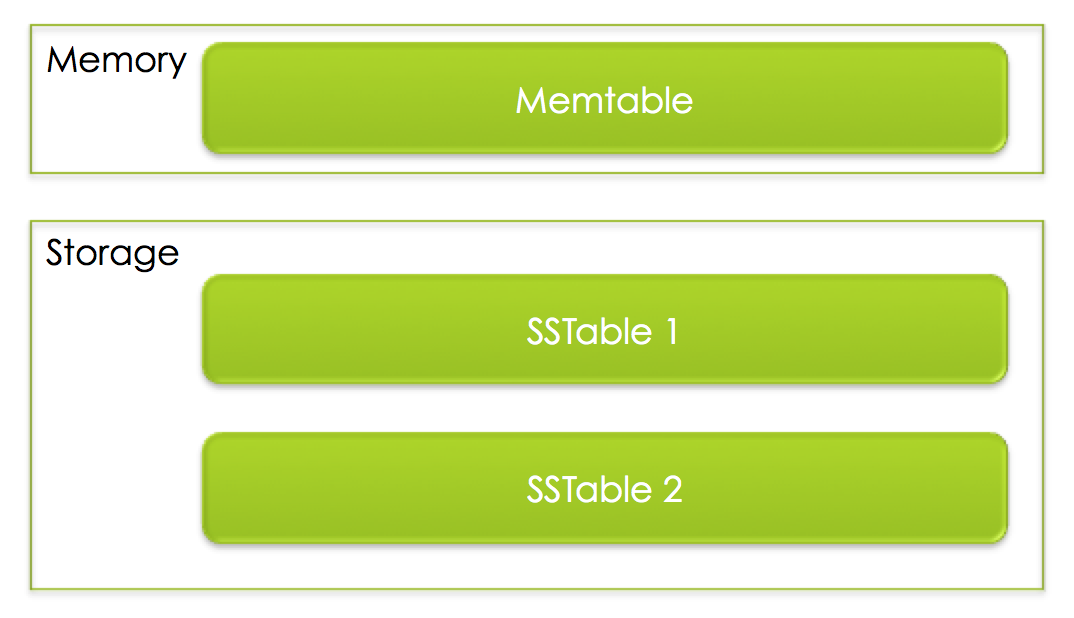 Memory
Memtable
Storage
SSTable 1
SSTable 2